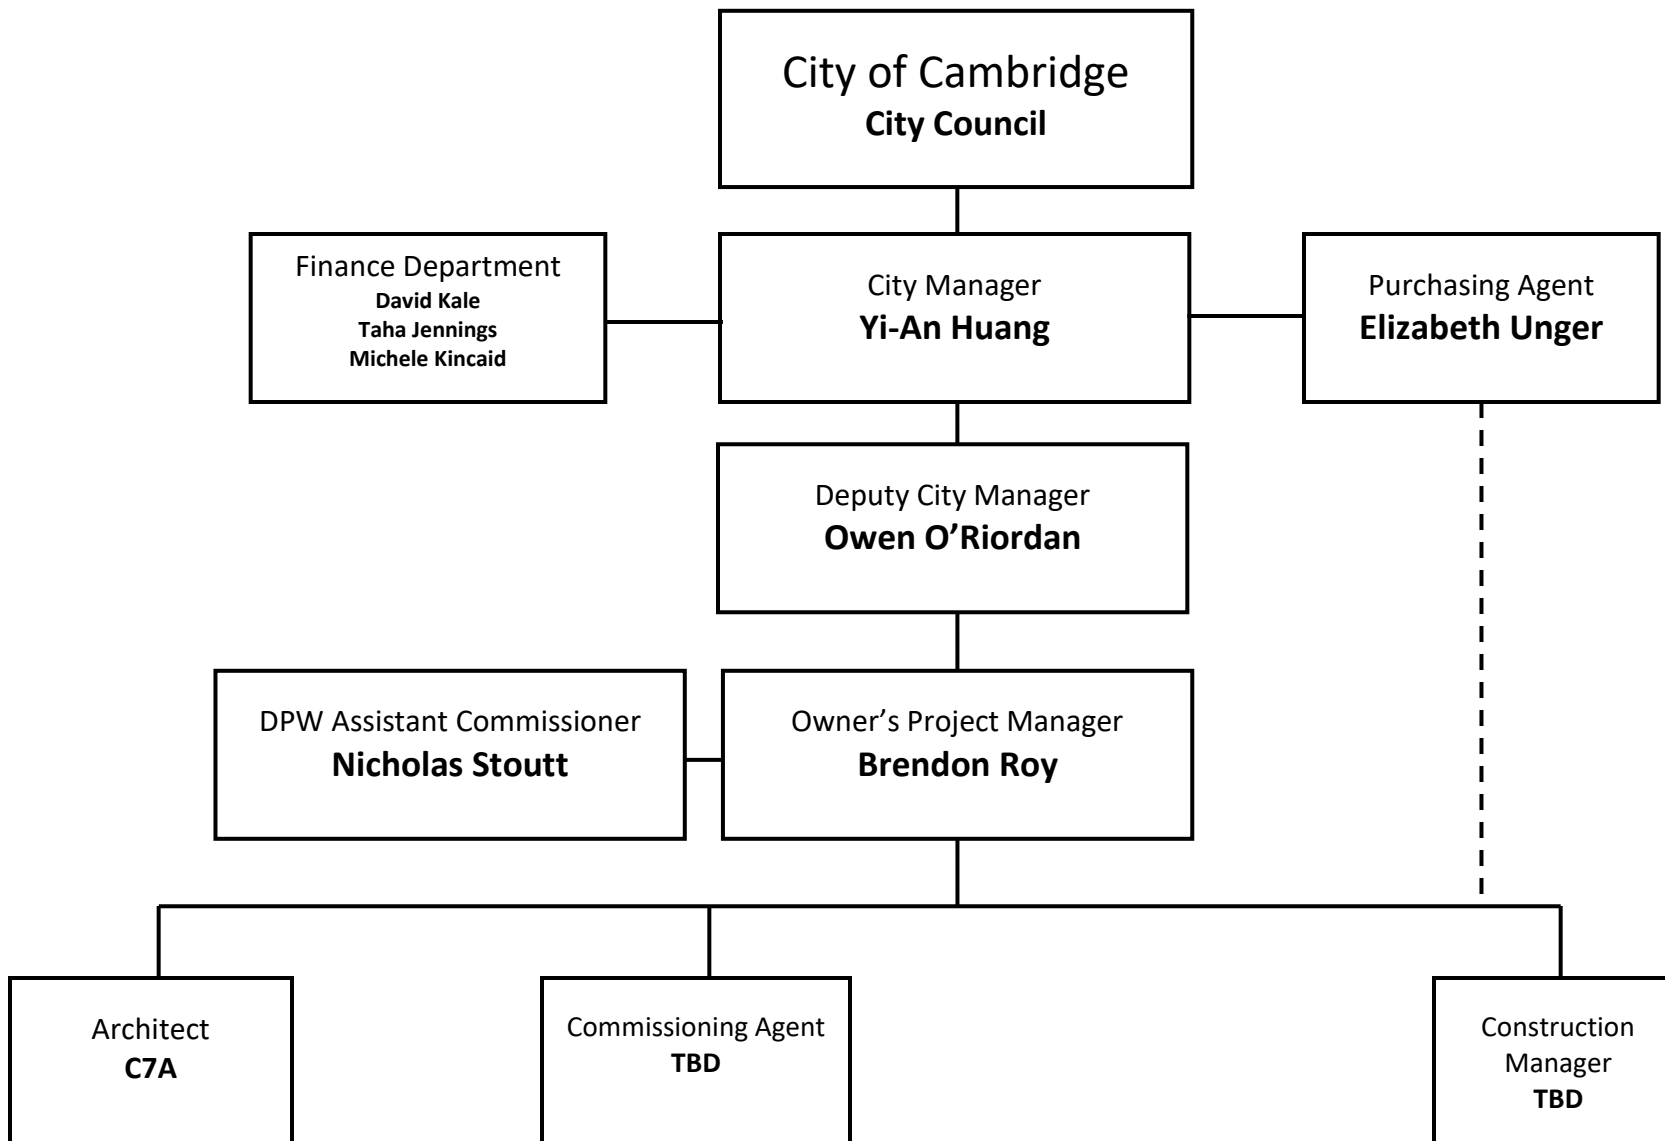 City of Cambridge
City Council
Finance Department
David Kale
Taha Jennings
Michele Kincaid
City Manager
Yi-An Huang
Purchasing Agent
Elizabeth Unger
Deputy City Manager
Owen O’Riordan
DPW Assistant Commissioner
Nicholas Stoutt
Owner’s Project Manager
Brendon Roy
Architect
C7A
Commissioning Agent
TBD
Construction
Manager
TBD